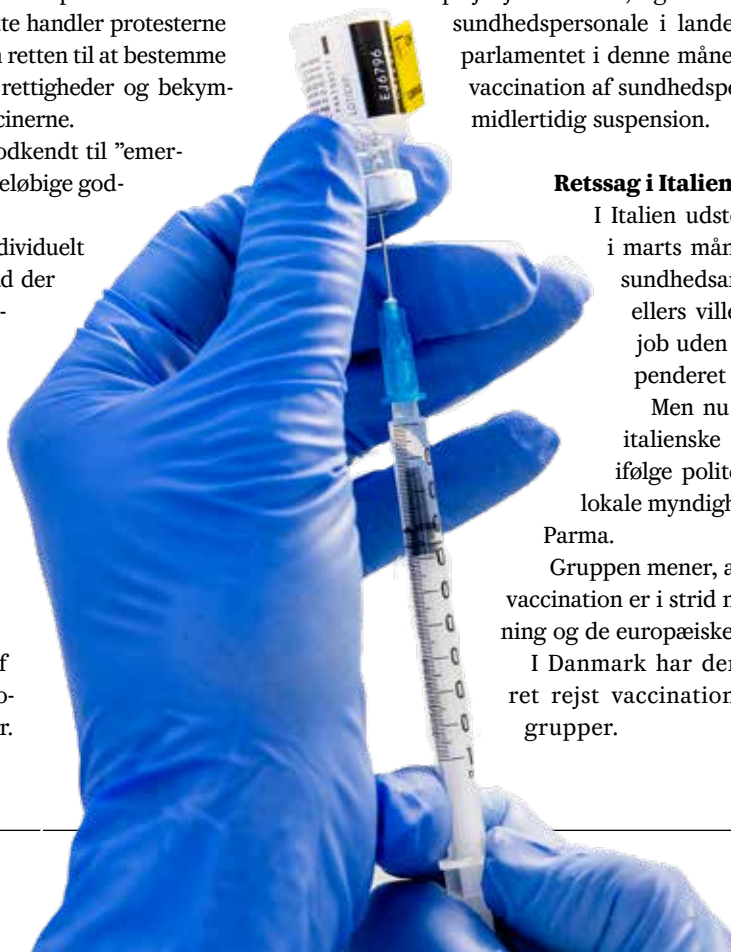 te handler protesterne
retten til at bestemme
rettigheder og bekym-
cinerne.
odkendt til ”emer-
eløbige god-
dividuelt
d der
-
f
o-
r.
sundhedspersonale i lande
parlamentet i denne måne
vaccination af sundhedspe
midlertidig suspension.
Retssag i Italien
I Italien udste
i marts mån
sundhedsar
ellers ville
job uden
penderet
Men nu
italienske
ifølge polite
lokale myndigh
Parma.
Gruppen mener, a
vaccination er i strid m
ning og de europæiske
I Danmark har der
ret rejst vaccination
grupper.
EJ6796